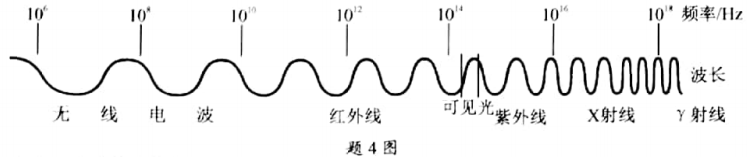 10⁶ 10⁸ 10¹⁰ 10¹² 10¹⁴ 10¹⁶ 10¹⁸ 频率/Hz
波长
无线电波 红外线 可见光 紫外线 X射线 γ射线
题4图